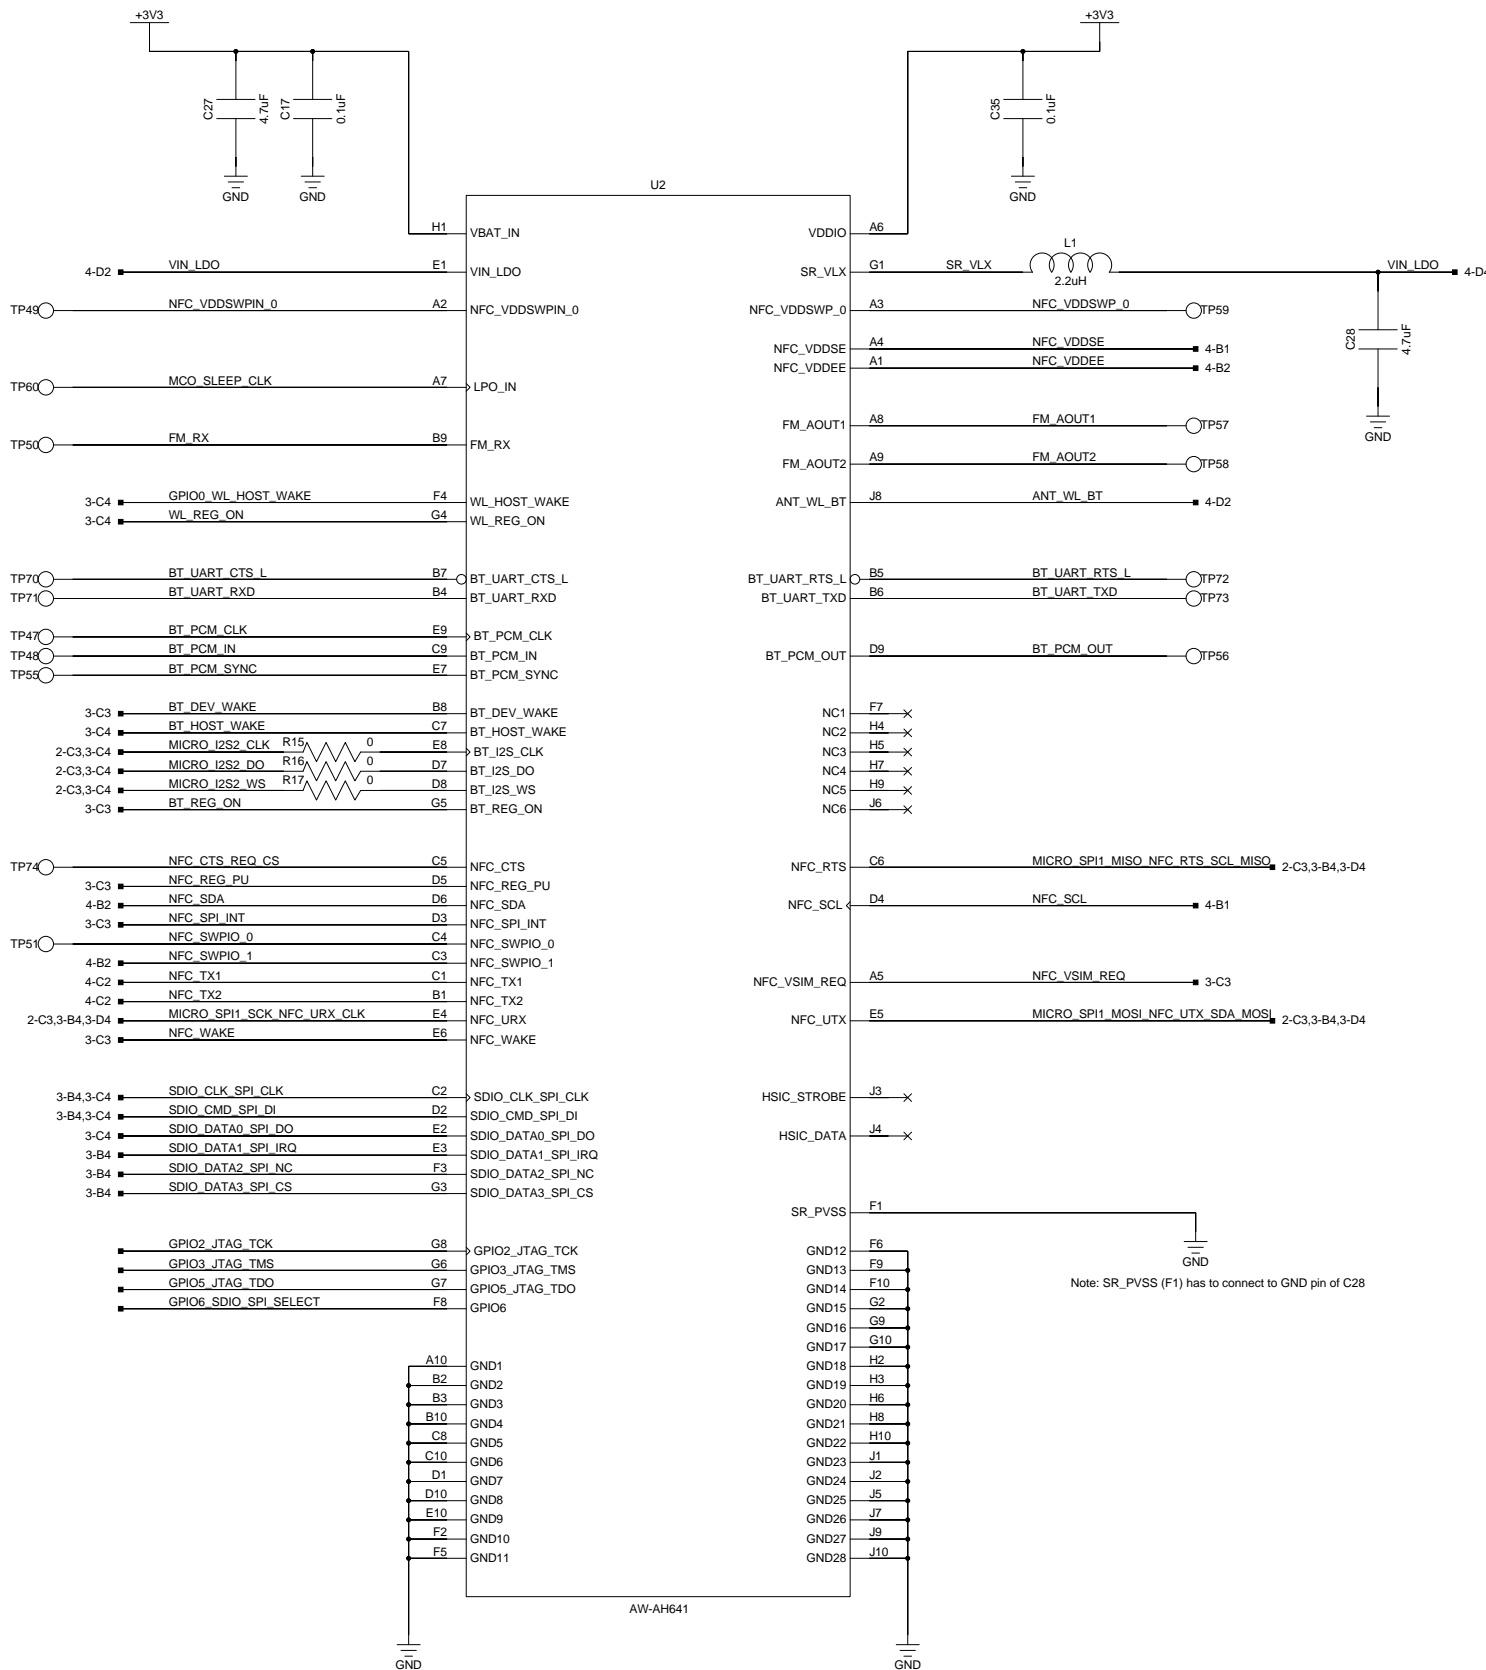 +3V3 +3V3
C27 4.7uF C17 0.1uF C35 0.1uF
GND GND GND
U2
H1 VBAT_IN VDDIO A6
4-D2 VIN_LDO E1 VIN_LDO SR_VLX G1 SR_VLX L1 2.2uH VIN_LDO
TP49 NFC_VDDSWPIN_0 A2 NFC_VDDSWPIN_0 NFC_VDDSWP_0 A3 NFC_VDDSWP_0 TP59
C28 4.7uF
NFC_VDDSE A4 NFC_VDDSE 4-B1
NFC_VDDEE A1 NFC_VDDEE 4-B2
TP60 MCO_SLEEP_CLK A7 LPO_IN
FM_AOUT1 A8 FM_AOUT1 TP57
GND
TP50 FM_RX B9 FM_RX
FM_AOUT2 A9 FM_AOUT2 TP58
3-C4 GPIO0_WL_HOST_WAKE F4 WL_HOST_WAKE ANT_WL_BT J8 ANT_WL_BT 4-D2
3-C4 WL_REG_ON G4 WL_REG_ON
TP70 BT_UART_CTS_L B7 BT_UART_CTS_L BT_UART_RTS_L B5 BT_UART_RTS_L TP72
TP71 BT_UART_RXD B4 BT_UART_RXD BT_UART_TXD B6 BT_UART_TXD TP73
TP47 BT_PCM_CLK E9 BT_PCM_CLK
TP48 BT_PCM_IN C9 BT_PCM_IN BT_PCM_OUT D9 BT_PCM_OUT TP56
TP55 BT_PCM_SYNC E7 BT_PCM_SYNC
3-C3 BT_DEV_WAKE B8 BT_DEV_WAKE NC1 F7
3-C4 BT_HOST_WAKE C7 BT_HOST_WAKE NC2 H4
2-C3,3-C4 MICRO_I2S2_CLK R15 0 E8 BT_I2S_CLK NC3 H5
2-C3,3-C4 MICRO_I2S2_DO R16 0 D7 BT_I2S_DO NC4 H7
2-C3,3-C4 MICRO_I2S2_WS R17 0 D8 BT_I2S_WS NC5 H9
3-C3 BT_REG_ON G5 BT_REG_ON NC6 J6
TP74 NFC_CTS_REQ_CS C5 NFC_CTS NFC_RTS C6 MICRO_SPI1_MISO_NFC_RTS_SCL_MISO 2-C3,3-B4,3-D4
3-C3 NFC_REG_PU D5 NFC_REG_PU
4-B2 NFC_SDA D6 NFC_SDA NFC_SCL D4 NFC_SCL 4-B1
3-C3 NFC_SPI_INT D3 NFC_SPI_INT
TP51 NFC_SWPIO_0 C4 NFC_SWPIO_0
4-B2 NFC_SWPIO_1 C3 NFC_SWPIO_1
4-C2 NFC_TX1 C1 NFC_TX1 NFC_VSIM_REQ A5 NFC_VSIM_REQ 3-C3
4-C2 NFC_TX2 B1 NFC_TX2
2-C3,3-B4,3-D4 MICRO_SPI1_SCK_NFC_URX_CLK E4 NFC_URX NFC_UTX E5 MICRO_SPI1_MOSI_NFC_UTX_SDA_MOSI 2-C3,3-B4,3-D4
3-C3 NFC_WAKE E6 NFC_WAKE
3-B4,3-C4 SDIO_CLK_SPI_CLK C2 SDIO_CLK_SPI_CLK HSIC_STROBE J3
3-B4,3-C4 SDIO_CMD_SPI_DI D2 SDIO_CMD_SPI_DI
3-C4 SDIO_DATA0_SPI_DO E2 SDIO_DATA0_SPI_DO HSIC_DATA J4
3-B4 SDIO_DATA1_SPI_IRQ E3 SDIO_DATA1_SPI_IRQ
3-B4 SDIO_DATA2_SPI_NC F3 SDIO_DATA2_SPI_NC
3-B4 SDIO_DATA3_SPI_CS G3 SDIO_DATA3_SPI_CS
SR_PVSS F1
GND
GPIO2_JTAG_TCK G8 GPIO2_JTAG_TCK GND12 F6
GPIO3_JTAG_TMS G6 GPIO3_JTAG_TMS GND13 F9
Note: SR_PVSS (F1) has to connect to GND pin of C28
GPIO5_JTAG_TDO G7 GPIO5_JTAG_TDO GND14 F10
GPIO6_SDIO_SPI_SELECT F8 GPIO6 GND15 G2
GND16 G9
GND17 G10
A10 GND1 GND18 H2
B2 GND2 GND19 H3
B3 GND3 GND20 H6
B10 GND4 GND21 H8
C8 GND5 GND22 H10
C10 GND6 GND23 J1
D1 GND7 GND24 J2
D10 GND8 GND25 J5
E10 GND9 GND26 J7
F2 GND10 GND27 J9
F5 GND11 GND28 J10
AW-AH641
GND GND